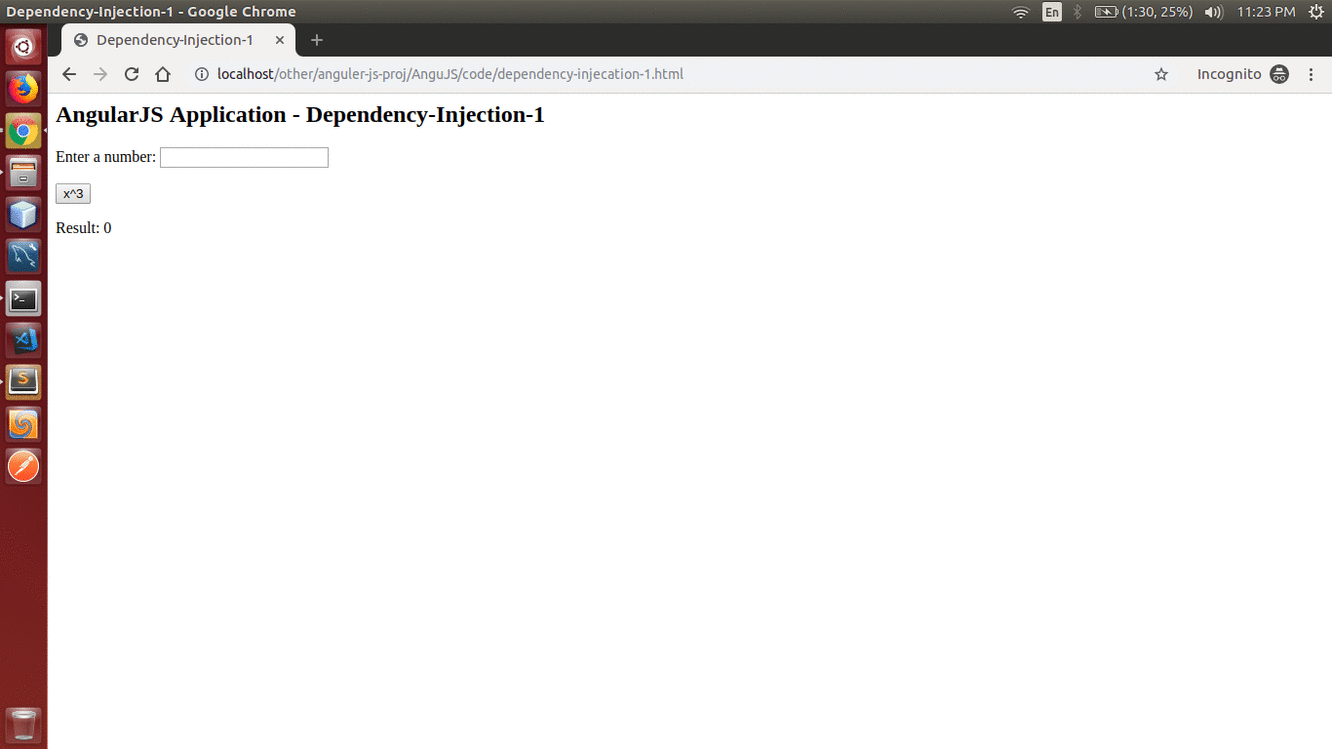 Dependency-Injection-1 - Google Chrome
En
(1:30, 25%)
11:23 PM
Dependency-Injection-1
localhost/other/anguler-js-proj/AnguJS/code/dependency-injecation-1.html
Incognito
AngularJS Application - Dependency-Injection-1
Enter a number:
x^3
Result: 0